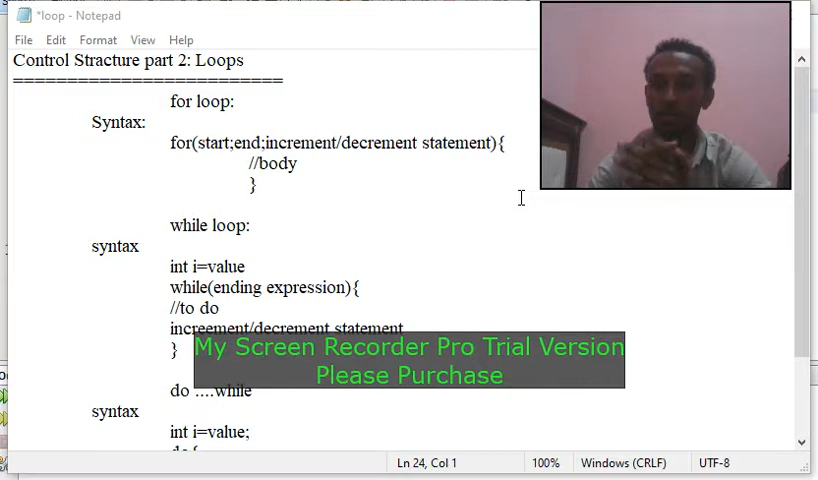 *loop - Notepad
File Edit Format View Help
Control Stracture part 2: Loops
=========================
for loop:
Syntax:
for(start;end;increment/decrement statement){
//body
}
while loop:
syntax
int i=value
while(ending expression){
//to do
increement/decrement statement
}
My Screen Recorder Pro Trial Version
Please Purchase
do ....while
syntax
int i=value;
do{
Ln 24, Col 1 100% Windows (CRLF) UTF-8